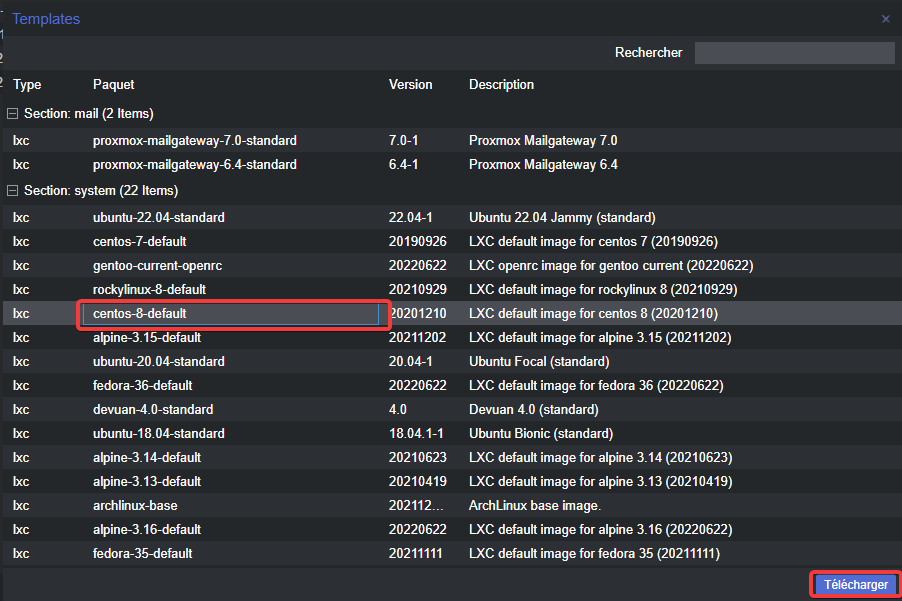 Templates
Rechercher
Type Paquet Version Description
Section: mail (2 Items)
lxc proxmox-mailgateway-7.0-standard 7.0-1 Proxmox Mailgateway 7.0
lxc proxmox-mailgateway-6.4-standard 6.4-1 Proxmox Mailgateway 6.4
Section: system (22 Items)
lxc ubuntu-22.04-standard 22.04-1 Ubuntu 22.04 Jammy (standard)
lxc centos-7-default 20190926 LXC default image for centos 7 (20190926)
lxc gentoo-current-openrc 20220622 LXC openrc image for gentoo current (20220622)
lxc rockylinux-8-default 20210929 LXC default image for rockylinux 8 (20210929)
lxc centos-8-default 20201210 LXC default image for centos 8 (20201210)
lxc alpine-3.15-default 20211202 LXC default image for alpine 3.15 (20211202)
lxc ubuntu-20.04-standard 20.04-1 Ubuntu Focal (standard)
lxc fedora-36-default 20220622 LXC default image for fedora 36 (20220622)
lxc devuan-4.0-standard 4.0 Devuan 4.0 (standard)
lxc ubuntu-18.04-standard 18.04.1-1 Ubuntu Bionic (standard)
lxc alpine-3.14-default 20210623 LXC default image for alpine 3.14 (20210623)
lxc alpine-3.13-default 20210419 LXC default image for alpine 3.13 (20210419)
lxc archlinux-base 202112... ArchLinux base image.
lxc alpine-3.16-default 20220622 LXC default image for alpine 3.16 (20220622)
lxc fedora-35-default 20211111 LXC default image for fedora 35 (20211111)
Télécharger